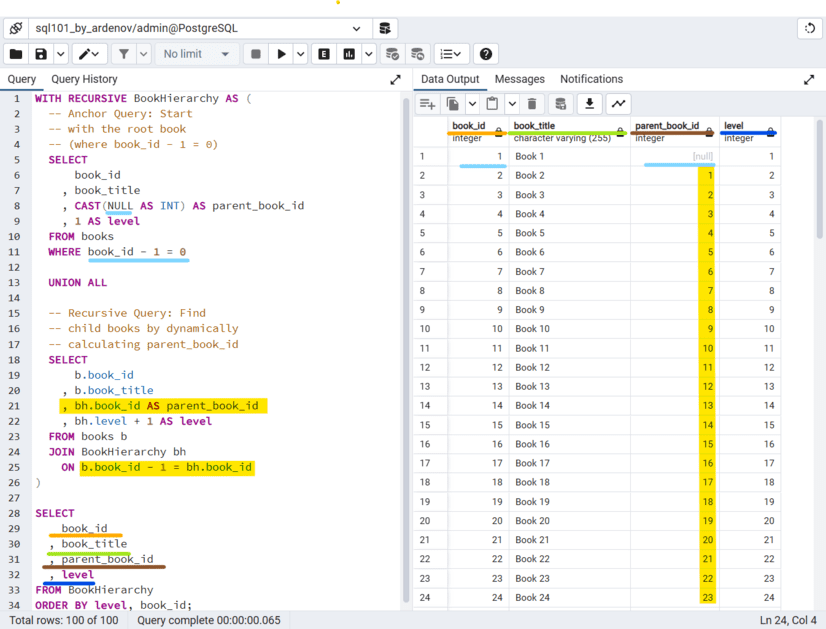 sql101_by_ardenov/admin@PostgreSQL
No limit
E
Query Query History
Data Output Messages Notifications
1 WITH RECURSIVE BookHierarchy AS (
2 -- Anchor Query: Start
3 -- with the root book
4 -- (where book_id - 1 = 0)
5 SELECT
6 book_id
7 , book_title
8 , CAST(NULL AS INT) AS parent_book_id
9 , 1 AS level
10 FROM books
11 WHERE book_id - 1 = 0
12
13 UNION ALL
14
15 -- Recursive Query: Find
16 -- child books by dynamically
17 -- calculating parent_book_id
18 SELECT
19 b.book_id
20 , b.book_title
21 , bh.book_id AS parent_book_id
22 , bh.level + 1 AS level
23 FROM books b
24 JOIN BookHierarchy bh
25 ON b.book_id - 1 = bh.book_id
26 )
27
28 SELECT
29 book_id
30 , book_title
31 , parent_book_id
32 , level
33 FROM BookHierarchy
34 ORDER BY level, book_id;
book_id book_title parent_book_id level
integer character varying (255) integer integer
1 1 Book 1 [null] 1
2 2 Book 2 1 2
3 3 Book 3 2 3
4 4 Book 4 3 4
5 5 Book 5 4 5
6 6 Book 6 5 6
7 7 Book 7 6 7
8 8 Book 8 7 8
9 9 Book 9 8 9
10 10 Book 10 9 10
11 11 Book 11 10 11
12 12 Book 12 11 12
13 13 Book 13 12 13
14 14 Book 14 13 14
15 15 Book 15 14 15
16 16 Book 16 15 16
17 17 Book 17 16 17
18 18 Book 18 17 18
19 19 Book 19 18 19
20 20 Book 20 19 20
21 21 Book 21 20 21
22 22 Book 22 21 22
23 23 Book 23 22 23
24 24 Book 24 23 24
Total rows: 100 of 100 Query complete 00:00:00.065 Ln 24, Col 4